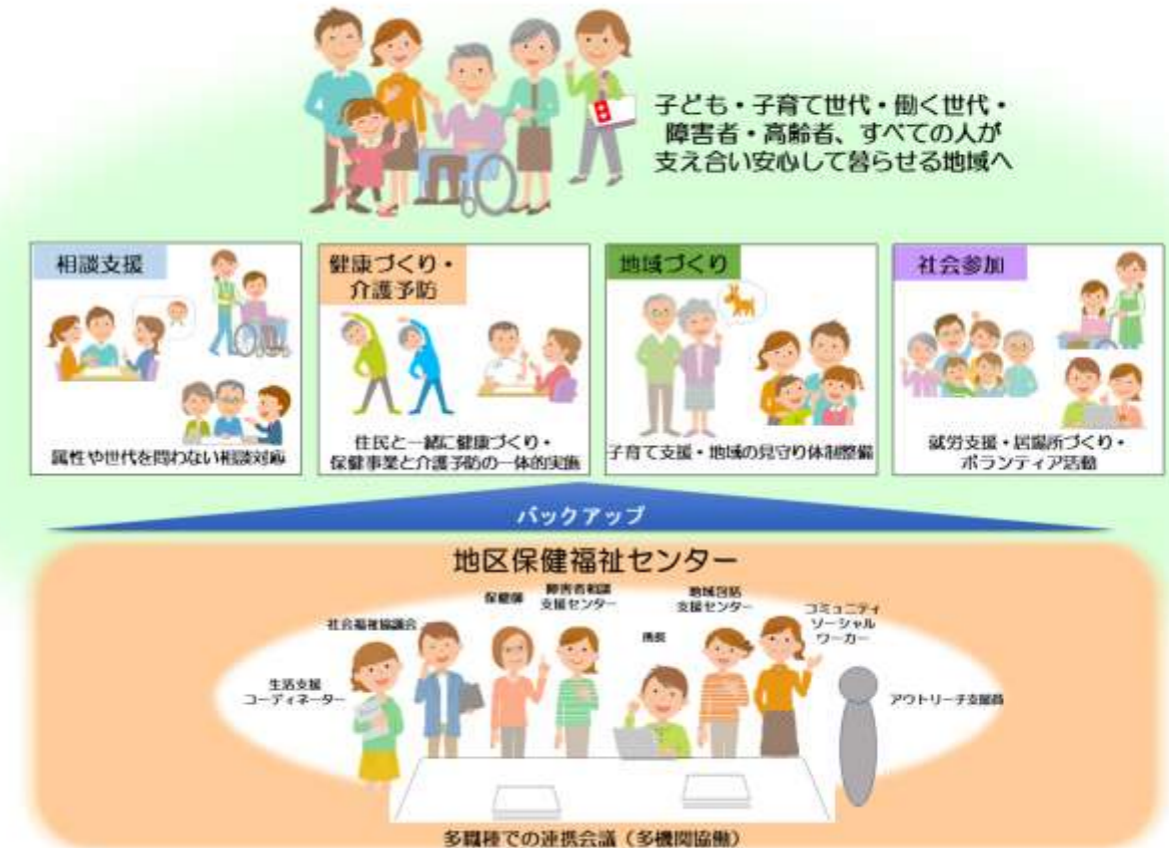 子ども・子育て世代・働く世代・
障害者・高齢者、すべての人が
支え合い安心して暮らせる地域へ
相談支援
属性や世代を問わない相談対応
健康づくり・
介護予防
住民と一緒に健康づくり・
保健事業と介護予防の一体的実施
地域づくり
子育て支援・地域の見守り体制整備
社会参加
就労支援・居場所づくり・
ボランティア活動
バックアップ
地区保健福祉センター
生活支援
コーディネーター
社会福祉協議会
保健師
障害者相談
支援センター
地域包括
支援センター
コミュニティ
ソーシャル
ワーカー
アウトリーチ支援員
多職種での連携会議（多機関協働）